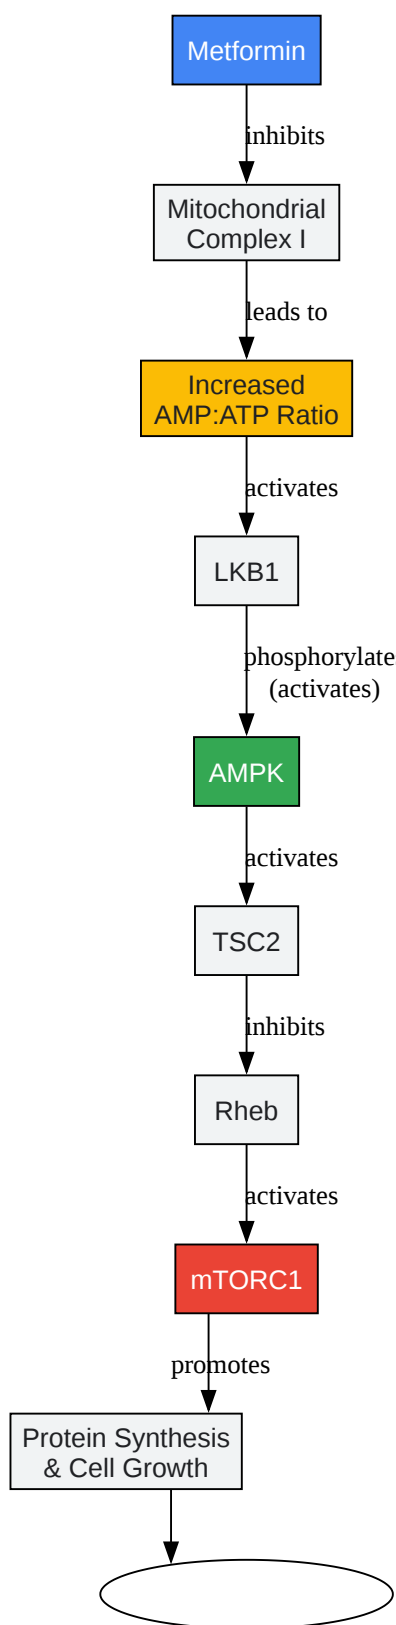 Metformin
inhibits
Mitochondrial
Complex I
leads to
Increased
AMP:ATP Ratio
activates
LKB1
phosphorylate
(activates)
AMPK
activates
TSC2
inhibits
Rheb
activates
mTORC1
promotes
Protein Synthesis
& Cell Growth